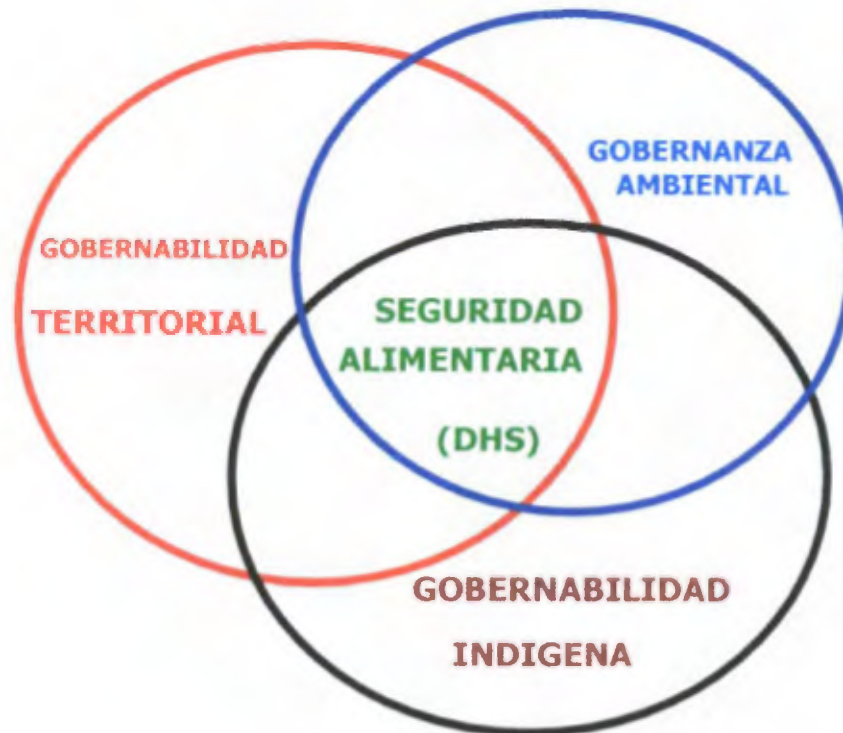 GOBERNANZA
AMBIENTAL
GOBERNABILIDAD
TERRITORIAL
SEGURIDAD
ALIMENTARIA
(DHS)
GOBERNABILIDAD
INDIGENA